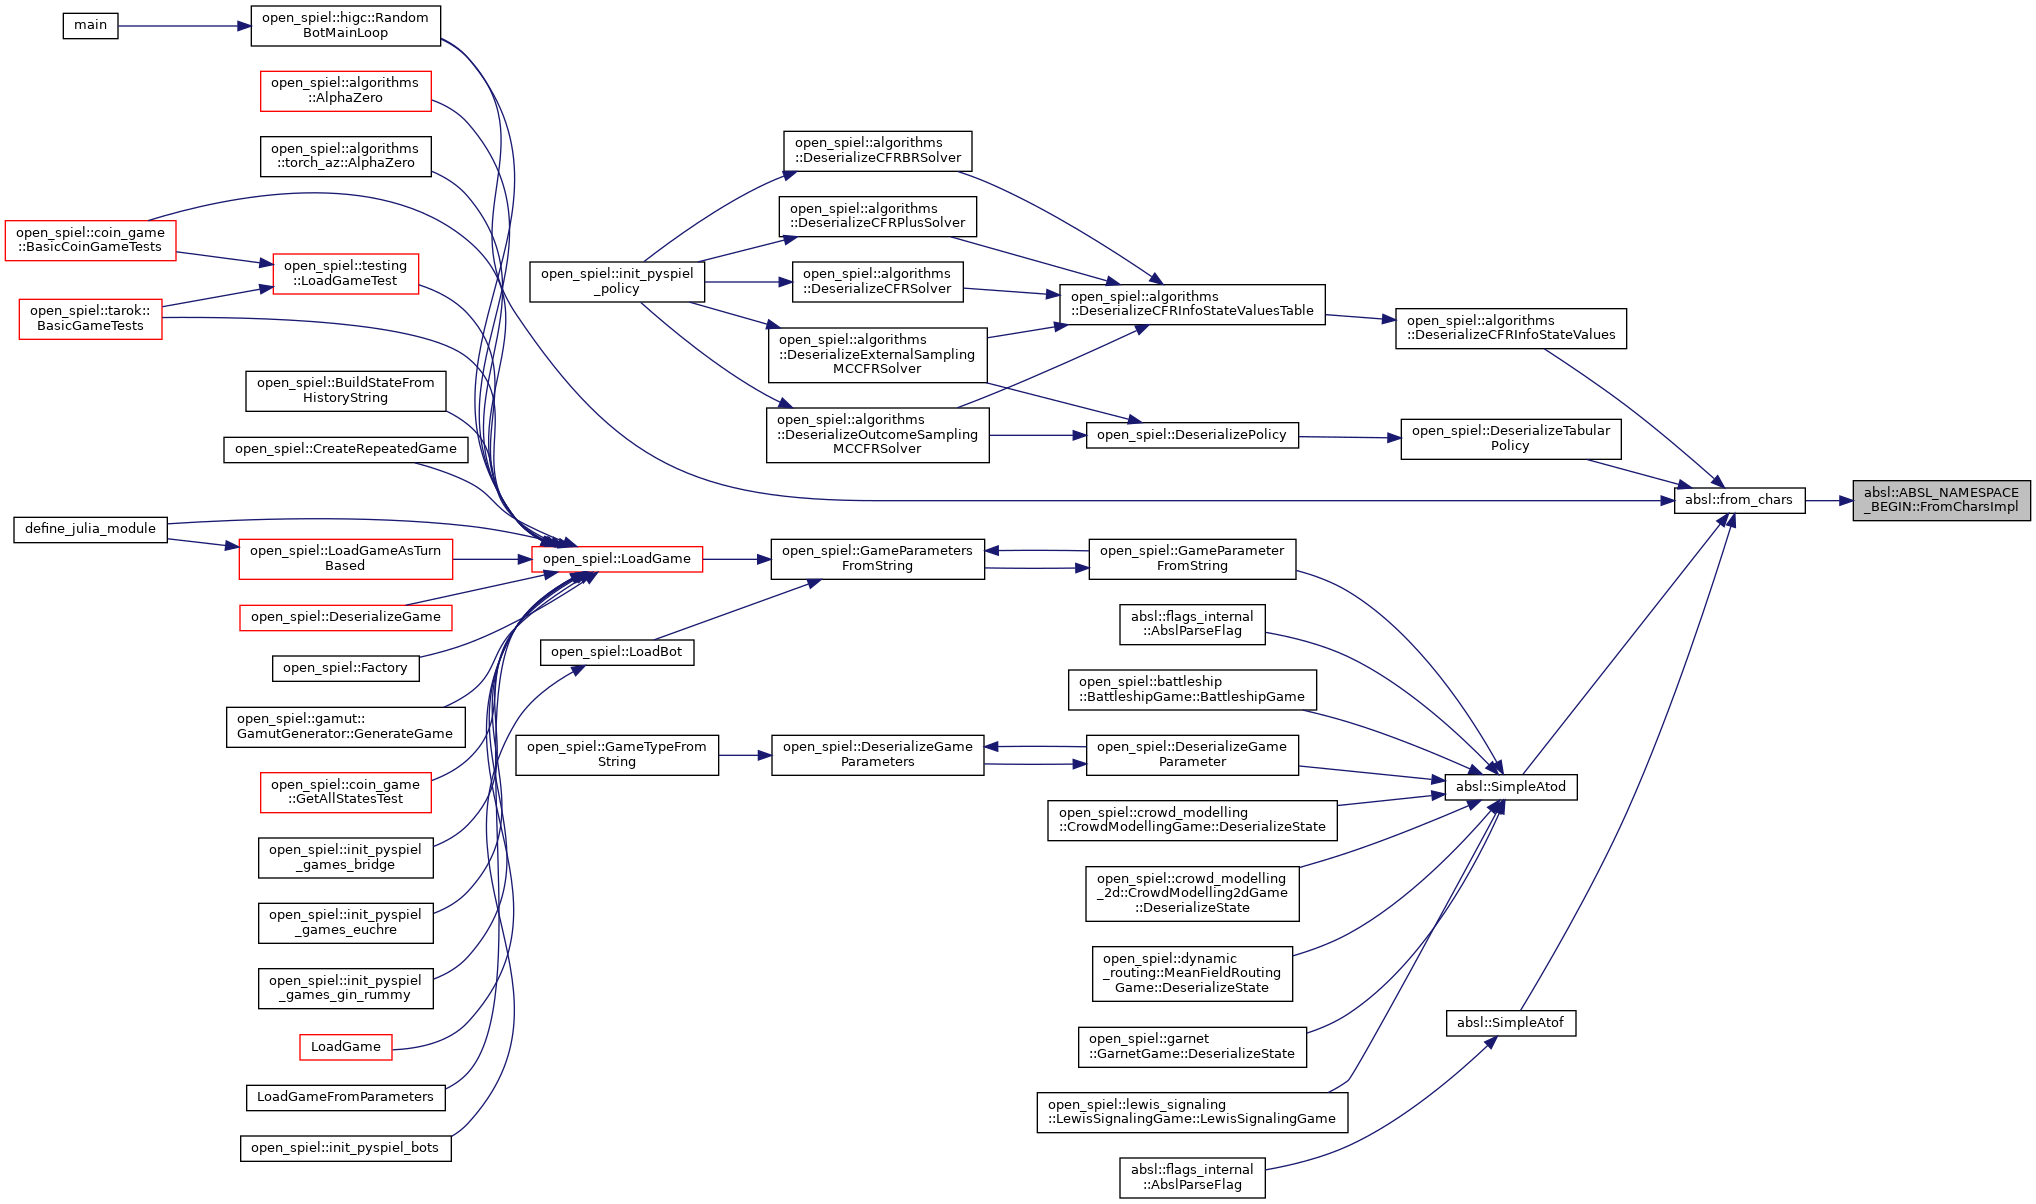 main
open_spiel::higc::Random
BotMainLoop
open_spiel::algorithms
::AlphaZero
open_spiel::algorithms
::torch_az::AlphaZero
open_spiel::coin_game
::BasicCoinGameTests
open_spiel::testing
::LoadGameTest
open_spiel::tarok::
BasicGameTests
open_spiel::BuildStateFrom
HistoryString
open_spiel::CreateRepeatedGame
define_julia_module
open_spiel::LoadGameAsTurn
Based
open_spiel::DeserializeGame
open_spiel::Factory
open_spiel::gamut::
GamutGenerator::GenerateGame
open_spiel::coin_game
::GetAllStatesTest
open_spiel::init_pyspiel
_games_bridge
open_spiel::init_pyspiel
_games_euchre
open_spiel::init_pyspiel
_games_gin_rummy
LoadGame
LoadGameFromParameters
open_spiel::init_pyspiel_bots
open_spiel::init_pyspiel
_policy
open_spiel::LoadGame
open_spiel::LoadBot
open_spiel::GameTypeFrom
String
open_spiel::algorithms
::DeserializeCFRBRSolver
open_spiel::algorithms
::DeserializeCFRPlusSolver
open_spiel::algorithms
::DeserializeCFRSolver
open_spiel::algorithms
::DeserializeExternalSampling
MCCFRSolver
open_spiel::algorithms
::DeserializeOutcomeSampling
MCCFRSolver
open_spiel::GameParameters
FromString
open_spiel::DeserializeGame
Parameters
open_spiel::algorithms
::DeserializeCFRInfoStateValuesTable
open_spiel::DeserializePolicy
open_spiel::GameParameter
FromString
absl::flags_internal
::AbslParseFlag
open_spiel::battleship
::BattleshipGame::BattleshipGame
open_spiel::DeserializeGame
Parameter
open_spiel::crowd_modelling
::CrowdModellingGame::DeserializeState
open_spiel::crowd_modelling
_2d::CrowdModelling2dGame
::DeserializeState
open_spiel::dynamic
_routing::MeanFieldRouting
Game::DeserializeState
open_spiel::garnet
::GarnetGame::DeserializeState
open_spiel::lewis_signaling
::LewisSignalingGame::LewisSignalingGame
absl::flags_internal
::AbslParseFlag
open_spiel::algorithms
::DeserializeCFRInfoStateValues
open_spiel::DeserializeTabular
Policy
absl::SimpleAtod
absl::SimpleAtof
absl::from_chars
absl::ABSL_NAMESPACE
_BEGIN::FromCharsImpl